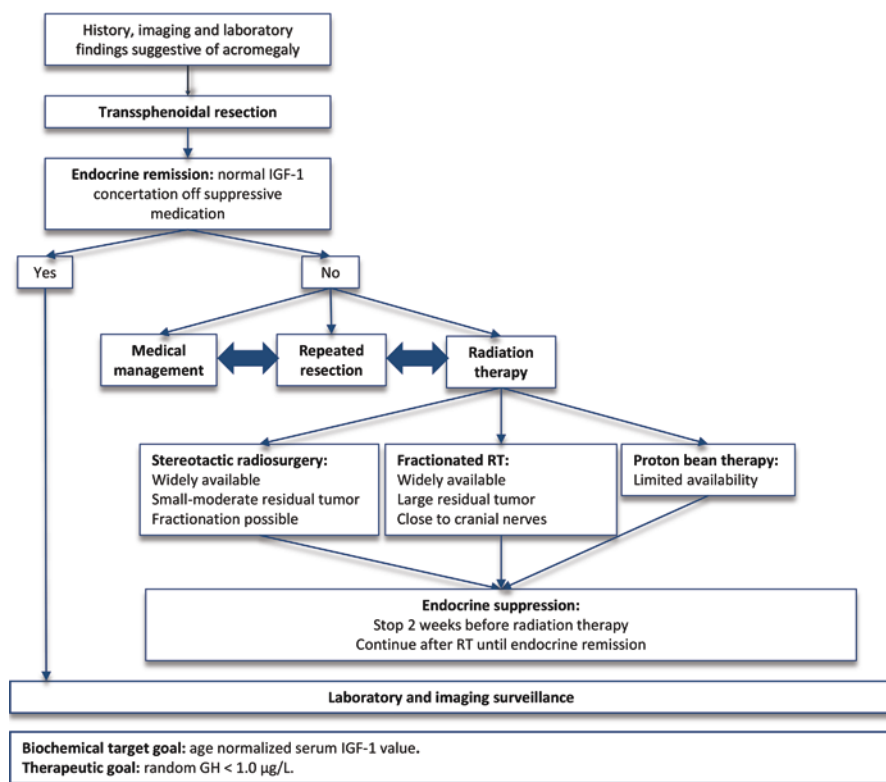 History, imaging and laboratory
findings suggestive of acromegaly
Transsphenoidal resection
Endocrine remission: normal IGF-1
concertation off suppressive
medication
Yes
No
Medical
management
Repeated
resection
Radiation
therapy
Stereotactic radiosurgery:
Widely available
Small-moderate residual tumor
Fractionation possible
Fractionated RT:
Widely available
Large residual tumor
Close to cranial nerves
Proton bean therapy:
Limited availability
Endocrine suppression:
Stop 2 weeks before radiation therapy
Continue after RT until endocrine remission
Laboratory and imaging surveillance
Biochemical target goal: age normalized serum IGF-1 value.
Therapeutic goal: random GH < 1.0 µg/L.